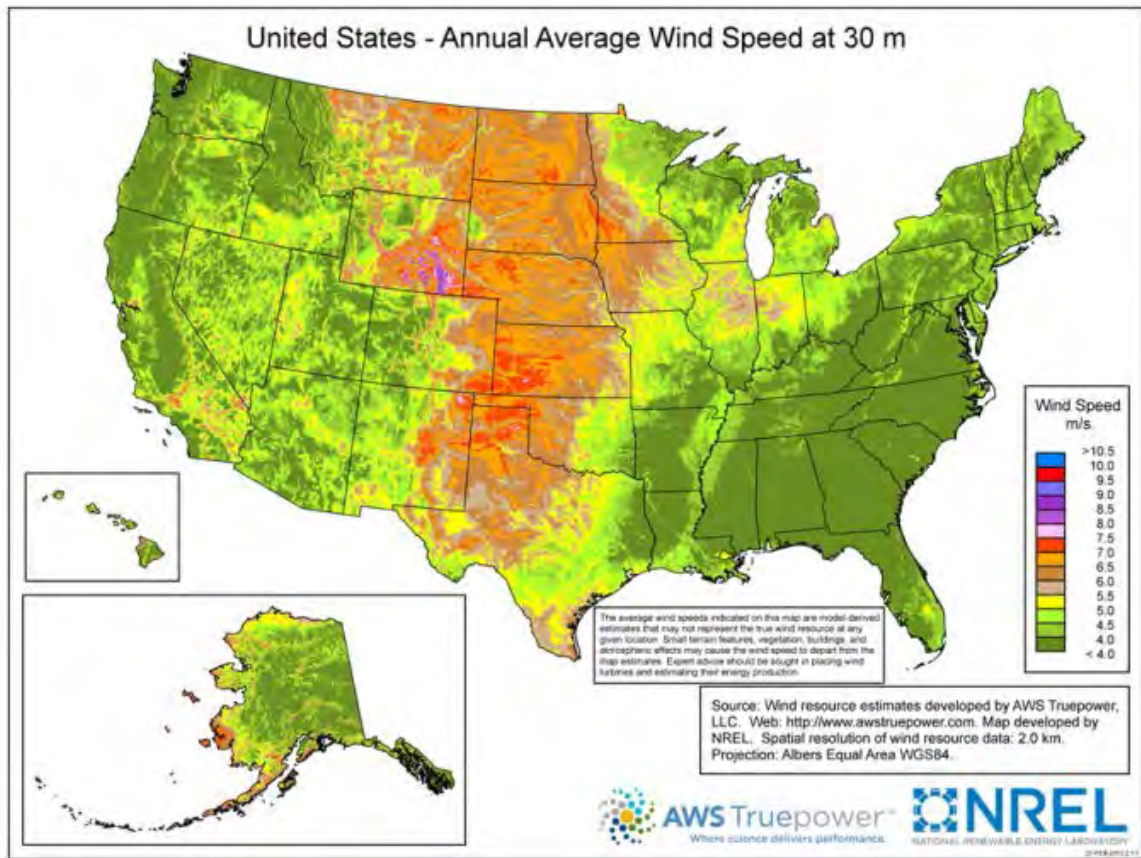 United States - Annual Average Wind Speed at 30 m
Wind Speed
m/s
>10.5
10.0
9.5
9.0
8.5
8.0
7.5
7.0
6.5
6.0
5.5
5.0
4.5
4.0
< 4.0
The average wind speeds indicated on this map are model-derived
estimates that may not represent the true wind resource at any
given location. Small terrain features, vegetation, buildings, and
atmospheric effects may cause the wind speed to depart from the
map estimates. Expert advice should be sought in placing wind
turbines and estimating their energy production.
Source: Wind resource estimates developed by AWS Truepower,
LLC. Web: http://www.awstruepower.com. Map developed by
NREL. Spatial resolution of wind resource data: 2.0 km.
Projection: Albers Equal Area WGS84.
AWS Truepower
Where science delivers performance.
NREL
NATIONAL RENEWABLE ENERGY LABORATORY